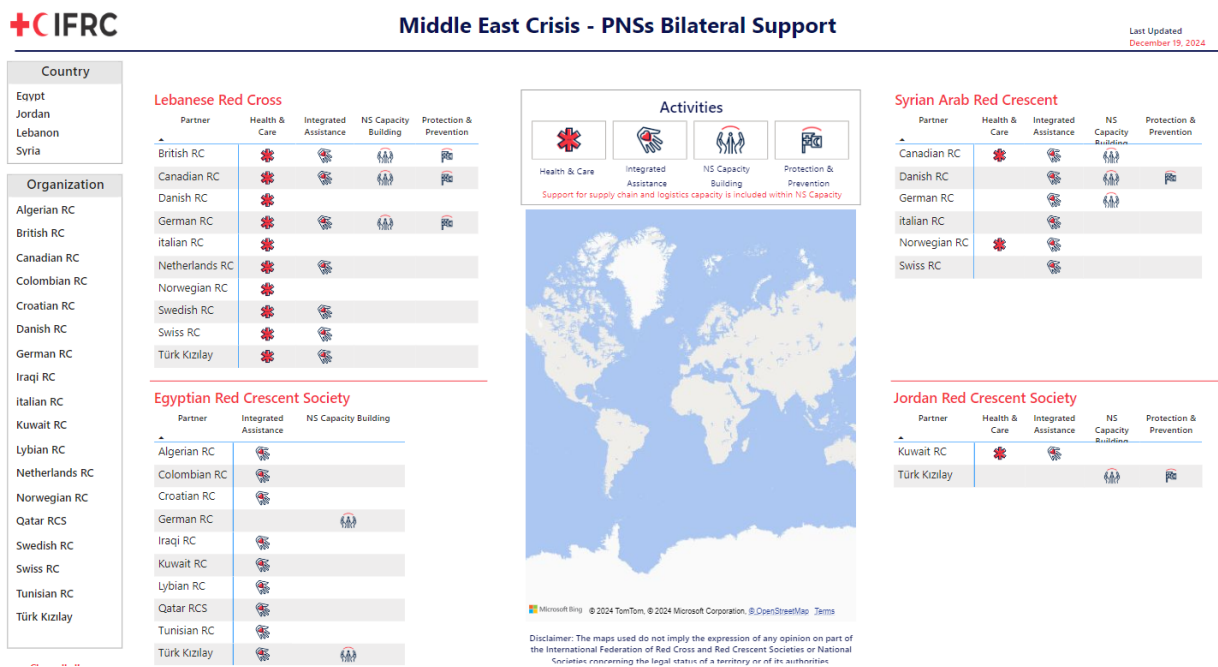 IFRC
Middle East Crisis - PNSs Bilateral Support
Last Updated
December 19, 2024
Country
Egypt
Jordan
Lebanon
Syria
Organization
Algerian RC
British RC
Canadian RC
Colombian RC
Croatian RC
Danish RC
German RC
Iraqi RC
italian RC
Kuwait RC
Lybian RC
Netherlands RC
Norwegian RC
Qatar RCS
Swedish RC
Swiss RC
Tunisian RC
Türk Kızılay
Lebanese Red Cross
Partner Health & Care Integrated Assistance NS Capacity Building Protection & Prevention
British RC
Canadian RC
Danish RC
German RC
italian RC
Netherlands RC
Norwegian RC
Swedish RC
Swiss RC
Türk Kızılay
Egyptian Red Crescent Society
Partner Integrated Assistance NS Capacity Building
Algerian RC
Colombian RC
Croatian RC
German RC
Iraqi RC
Kuwait RC
Lybian RC
Qatar RCS
Tunisian RC
Türk Kızılay
Activities
Health & Care
Integrated Assistance
NS Capacity Building
Protection & Prevention
Support for supply chain and logistics capacity is included within NS Capacity
Microsoft Bing © 2024 TomTom, © 2024 Microsoft Corporation, © OpenStreetMap Terms
Disclaimer: The maps used do not imply the expression of any opinion on part of
the International Federation of Red Cross and Red Crescent Societies or National
Societies concerning the legal status of a territory or of its authorities
Syrian Arab Red Crescent
Partner Health & Care Integrated Assistance NS Capacity Building Protection & Prevention
Canadian RC
Danish RC
German RC
italian RC
Norwegian RC
Swiss RC
Jordan Red Crescent Society
Partner Health & Care Integrated Assistance NS Capacity Building Protection & Prevention
Kuwait RC
Türk Kızılay